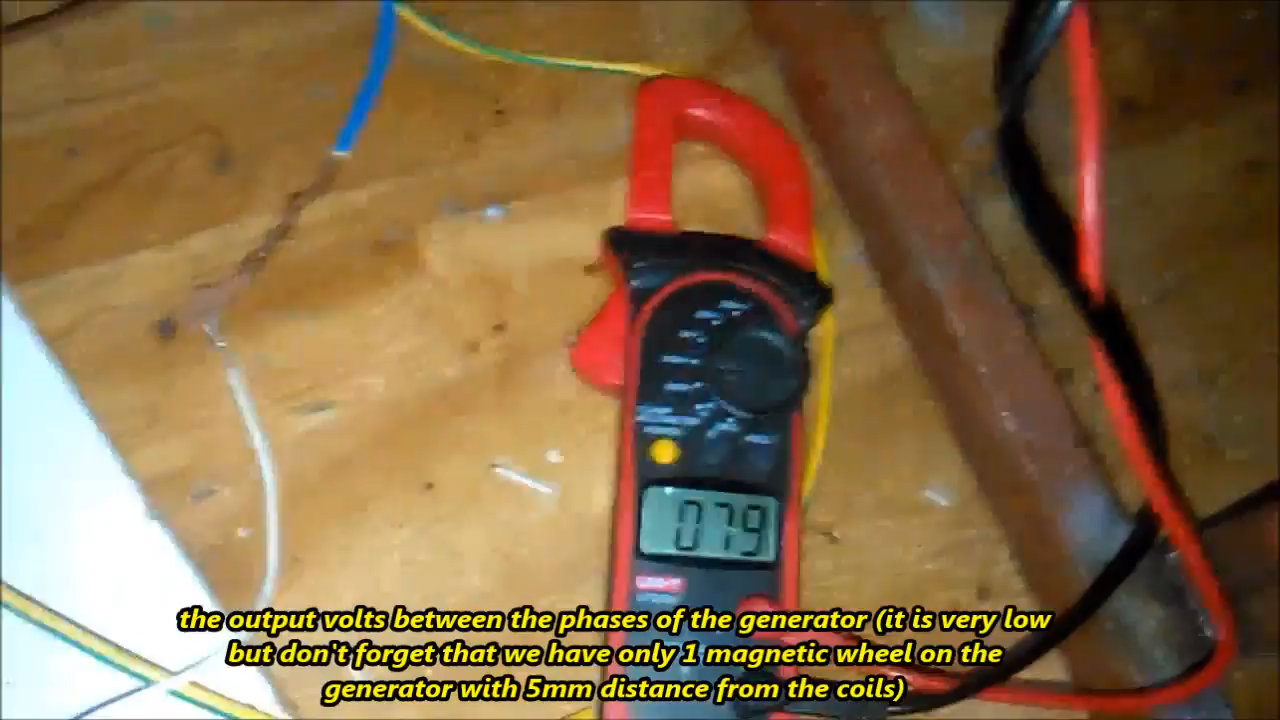 079
the output volts between the phases of the generator (it is very low
but don't forget that we have only 1 magnetic wheel on the
generator with 5mm distance from the coils)